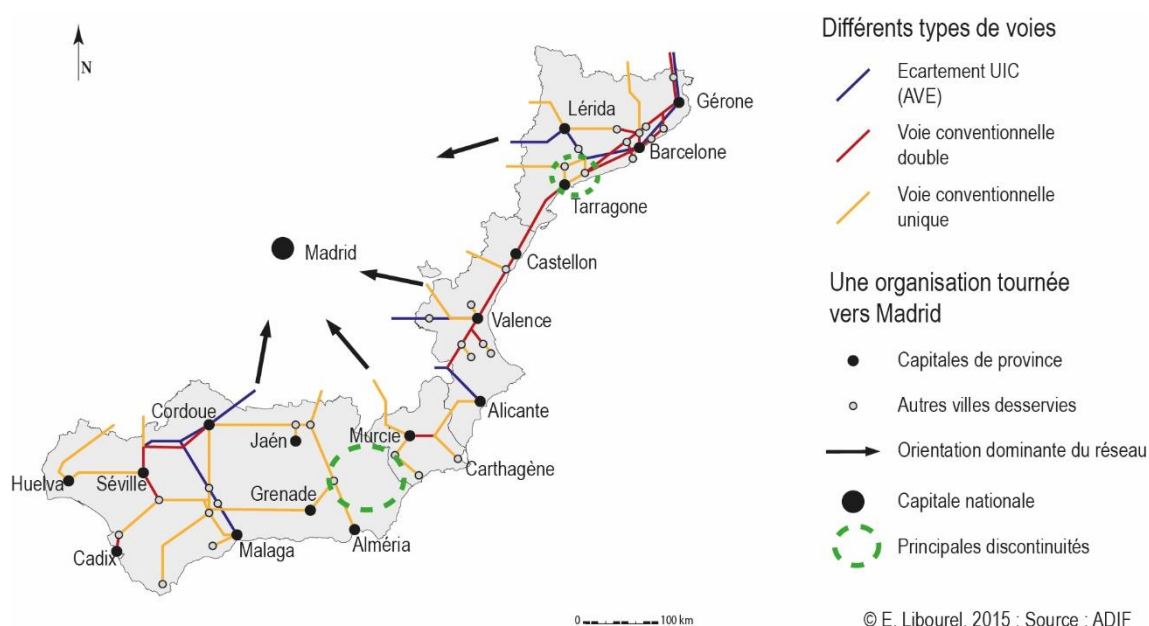 N
Lérida
Gérone
Barcelone
Tarragone
Madrid
Castellon
Valence
Alicante
Cordoue
Jaén
Murcie
Carthagène
Huelva
Séville
Grenade
Cadix
Malaga
Alméria
0 100 km
Différents types de voies
Ecartement UIC
(AVE)
Voie conventionnelle
double
Voie conventionnelle
unique
Une organisation tournée
vers Madrid
Capitales de province
Autres villes desservies
Orientation dominante du réseau
Capitale nationale
Principales discontinuités
© E. Libourel, 2015 ; Source : ADIF